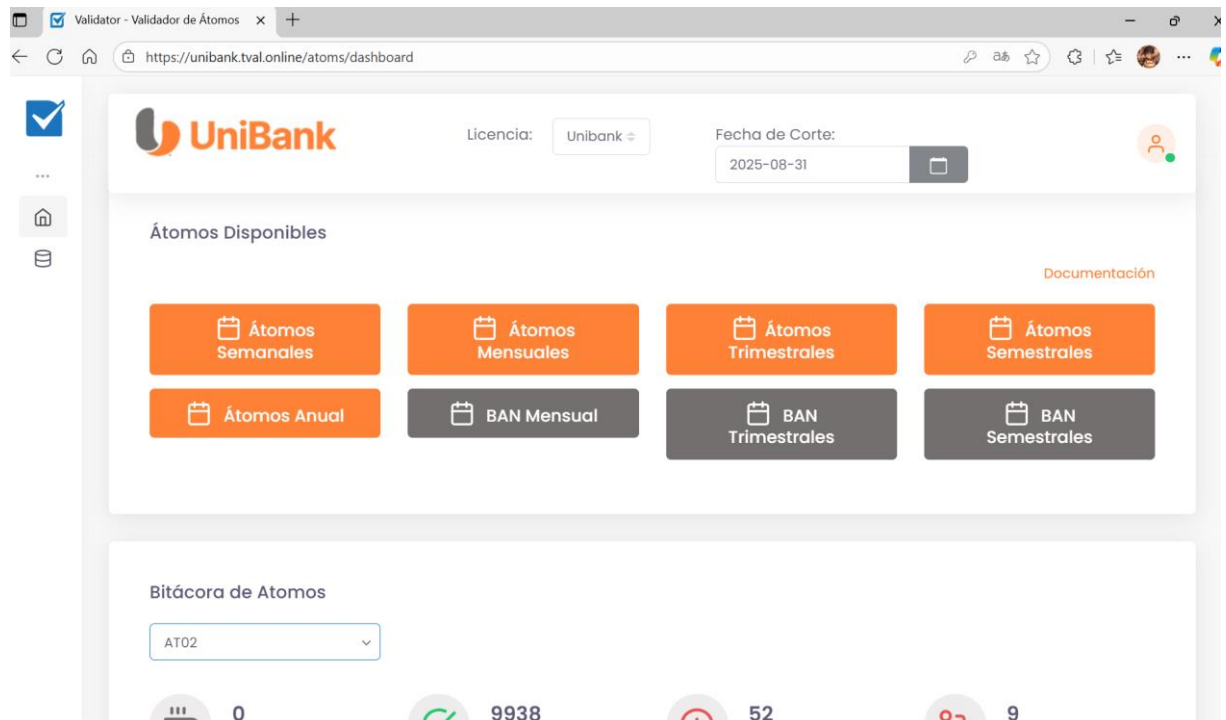 Validator - Validador de Átomos
https://unibank.tval.online/atoms/dashboard
UniBank
Licencia:
Unibank
Fecha de Corte:
2025-08-31
Átomos Disponibles
Documentación
Átomos
Semanales
Átomos
Mensuales
Átomos
Trimestrales
Átomos
Semestrales
Átomos Anual
BAN Mensual
BAN
Trimestrales
BAN
Semestrales
Bitácora de Atomos
AT02
0
9938
52
9